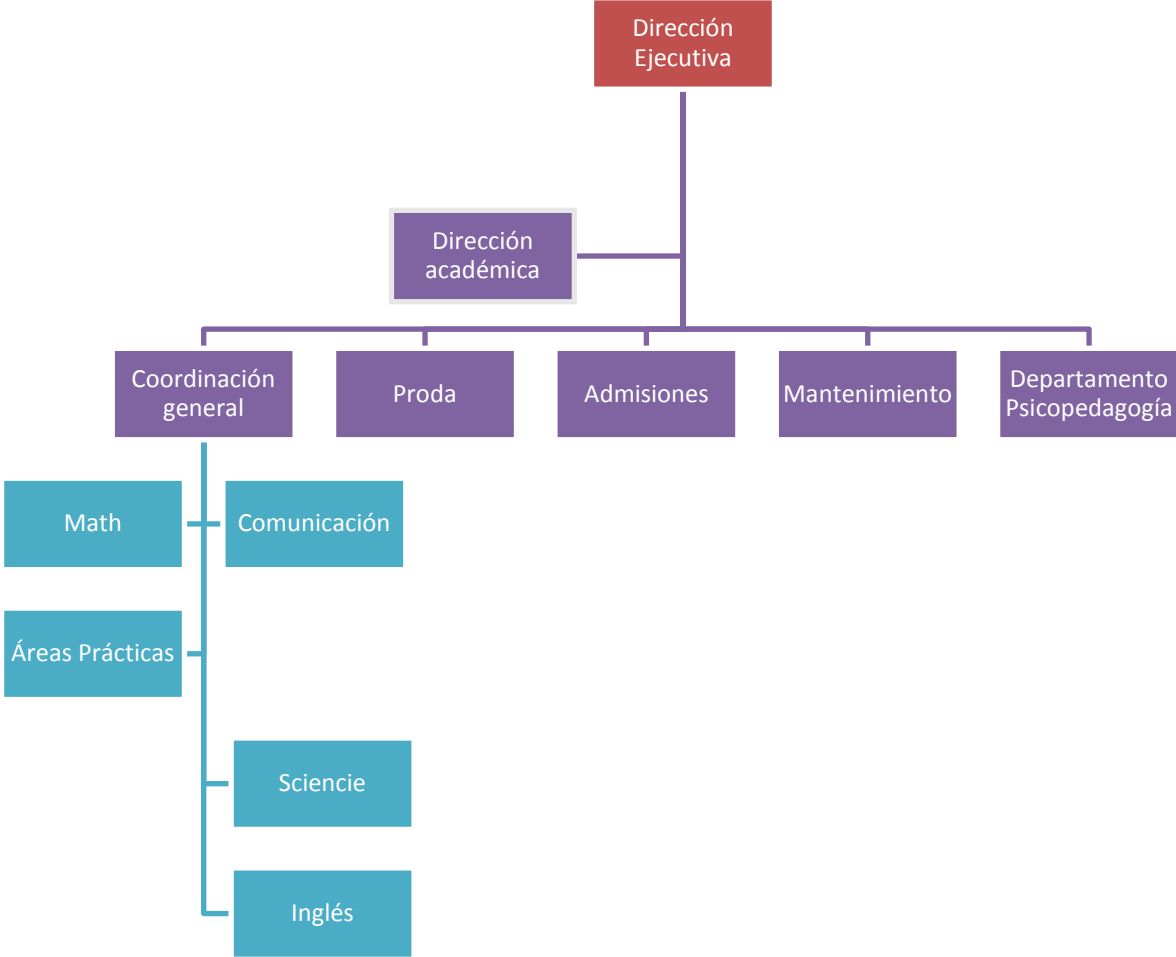 Dirección
Ejecutiva
Dirección
académica
Coordinación
general
Proda
Admisiones
Mantenimiento
Departamento
Psicopedagogía
Math
Comunicación
Áreas Prácticas
Sciencie
Inglés